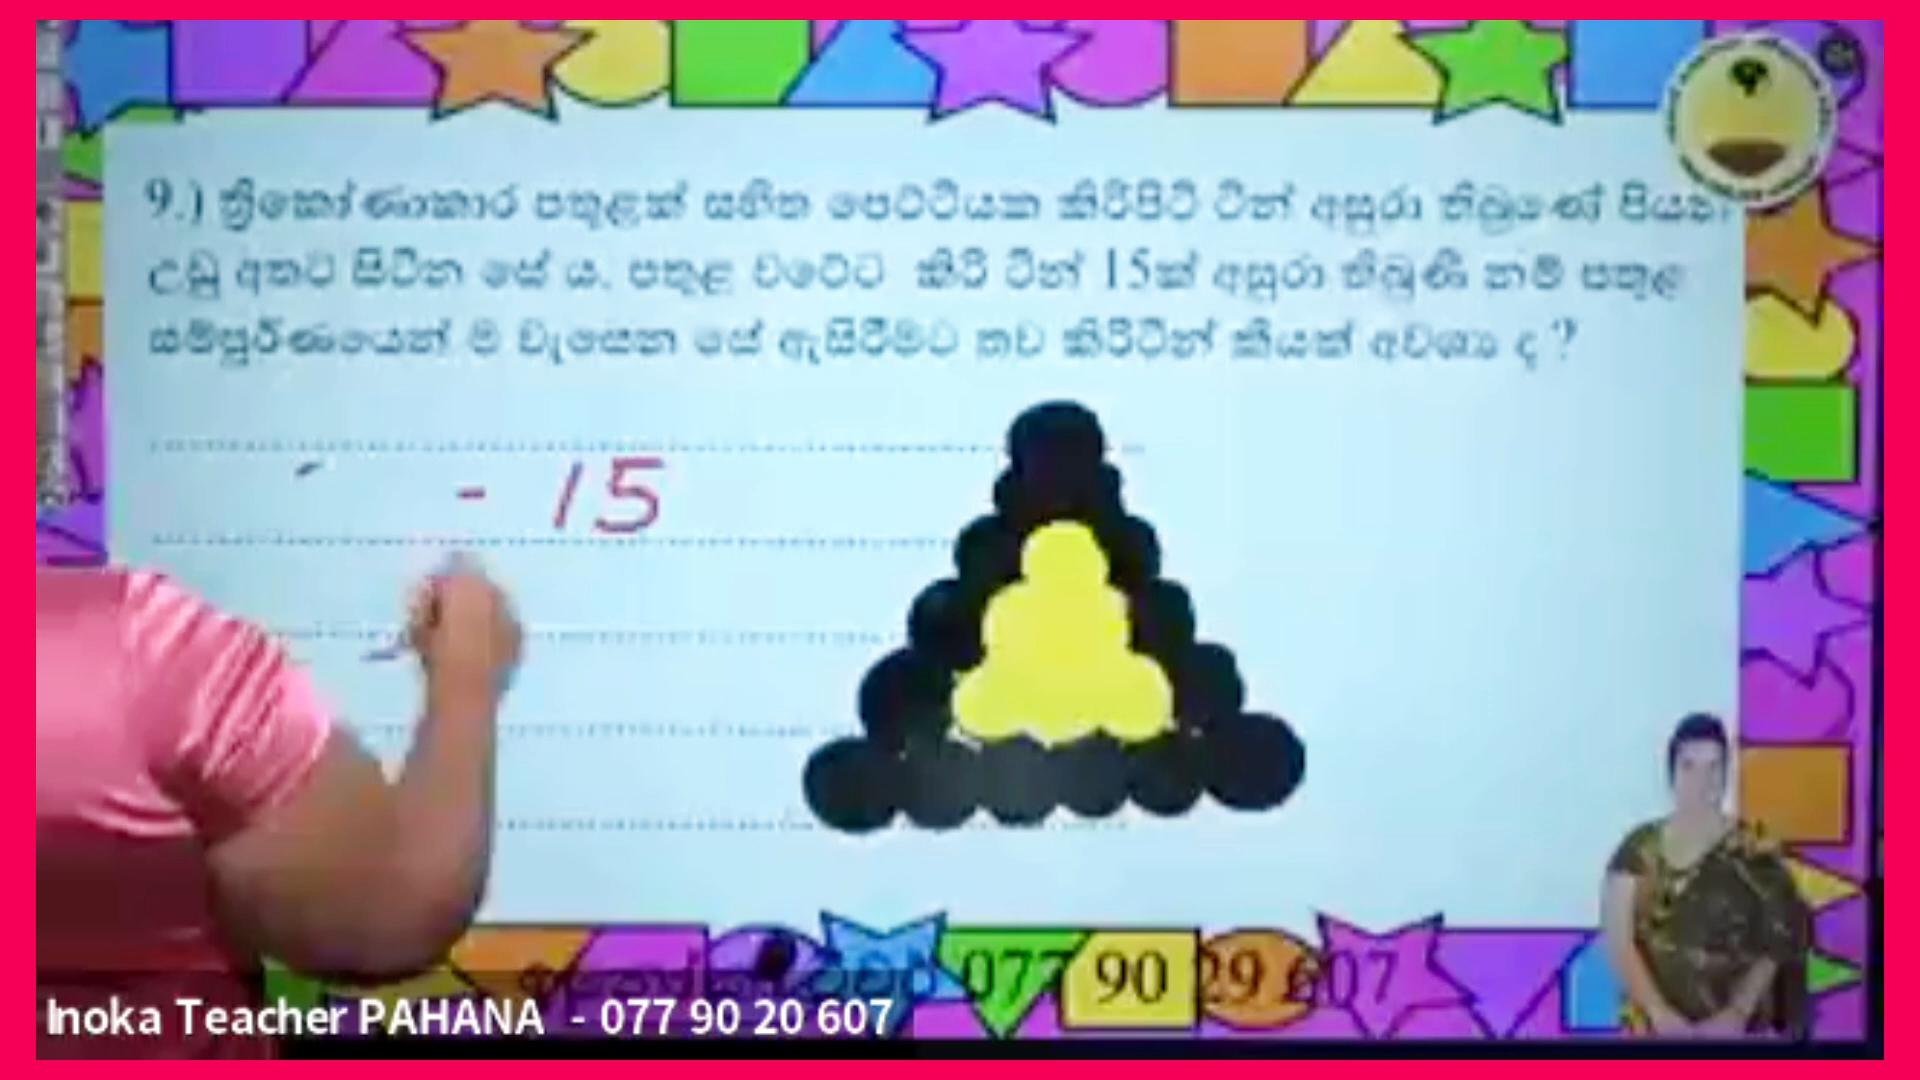 9.) ත්‍රිකෝණාකාර පතුළක් සහිත පෙට්ටියක කිරිපිටි ටින් අසුරා තිබුණේ පියන
උඩු අතට සිටින සේ ය. පතුළ වටේට කිරි ටින් 15ක් අසුරා තිබුණි නම් පතුළ
සම්පූර්ණයෙන් ම වැසෙන සේ ඇසිරීමට තව කිරිටින් කීයක් අවශ්‍ය ද ?
- 15
077 90 29 607
Inoka Teacher PAHANA - 077 90 20 607